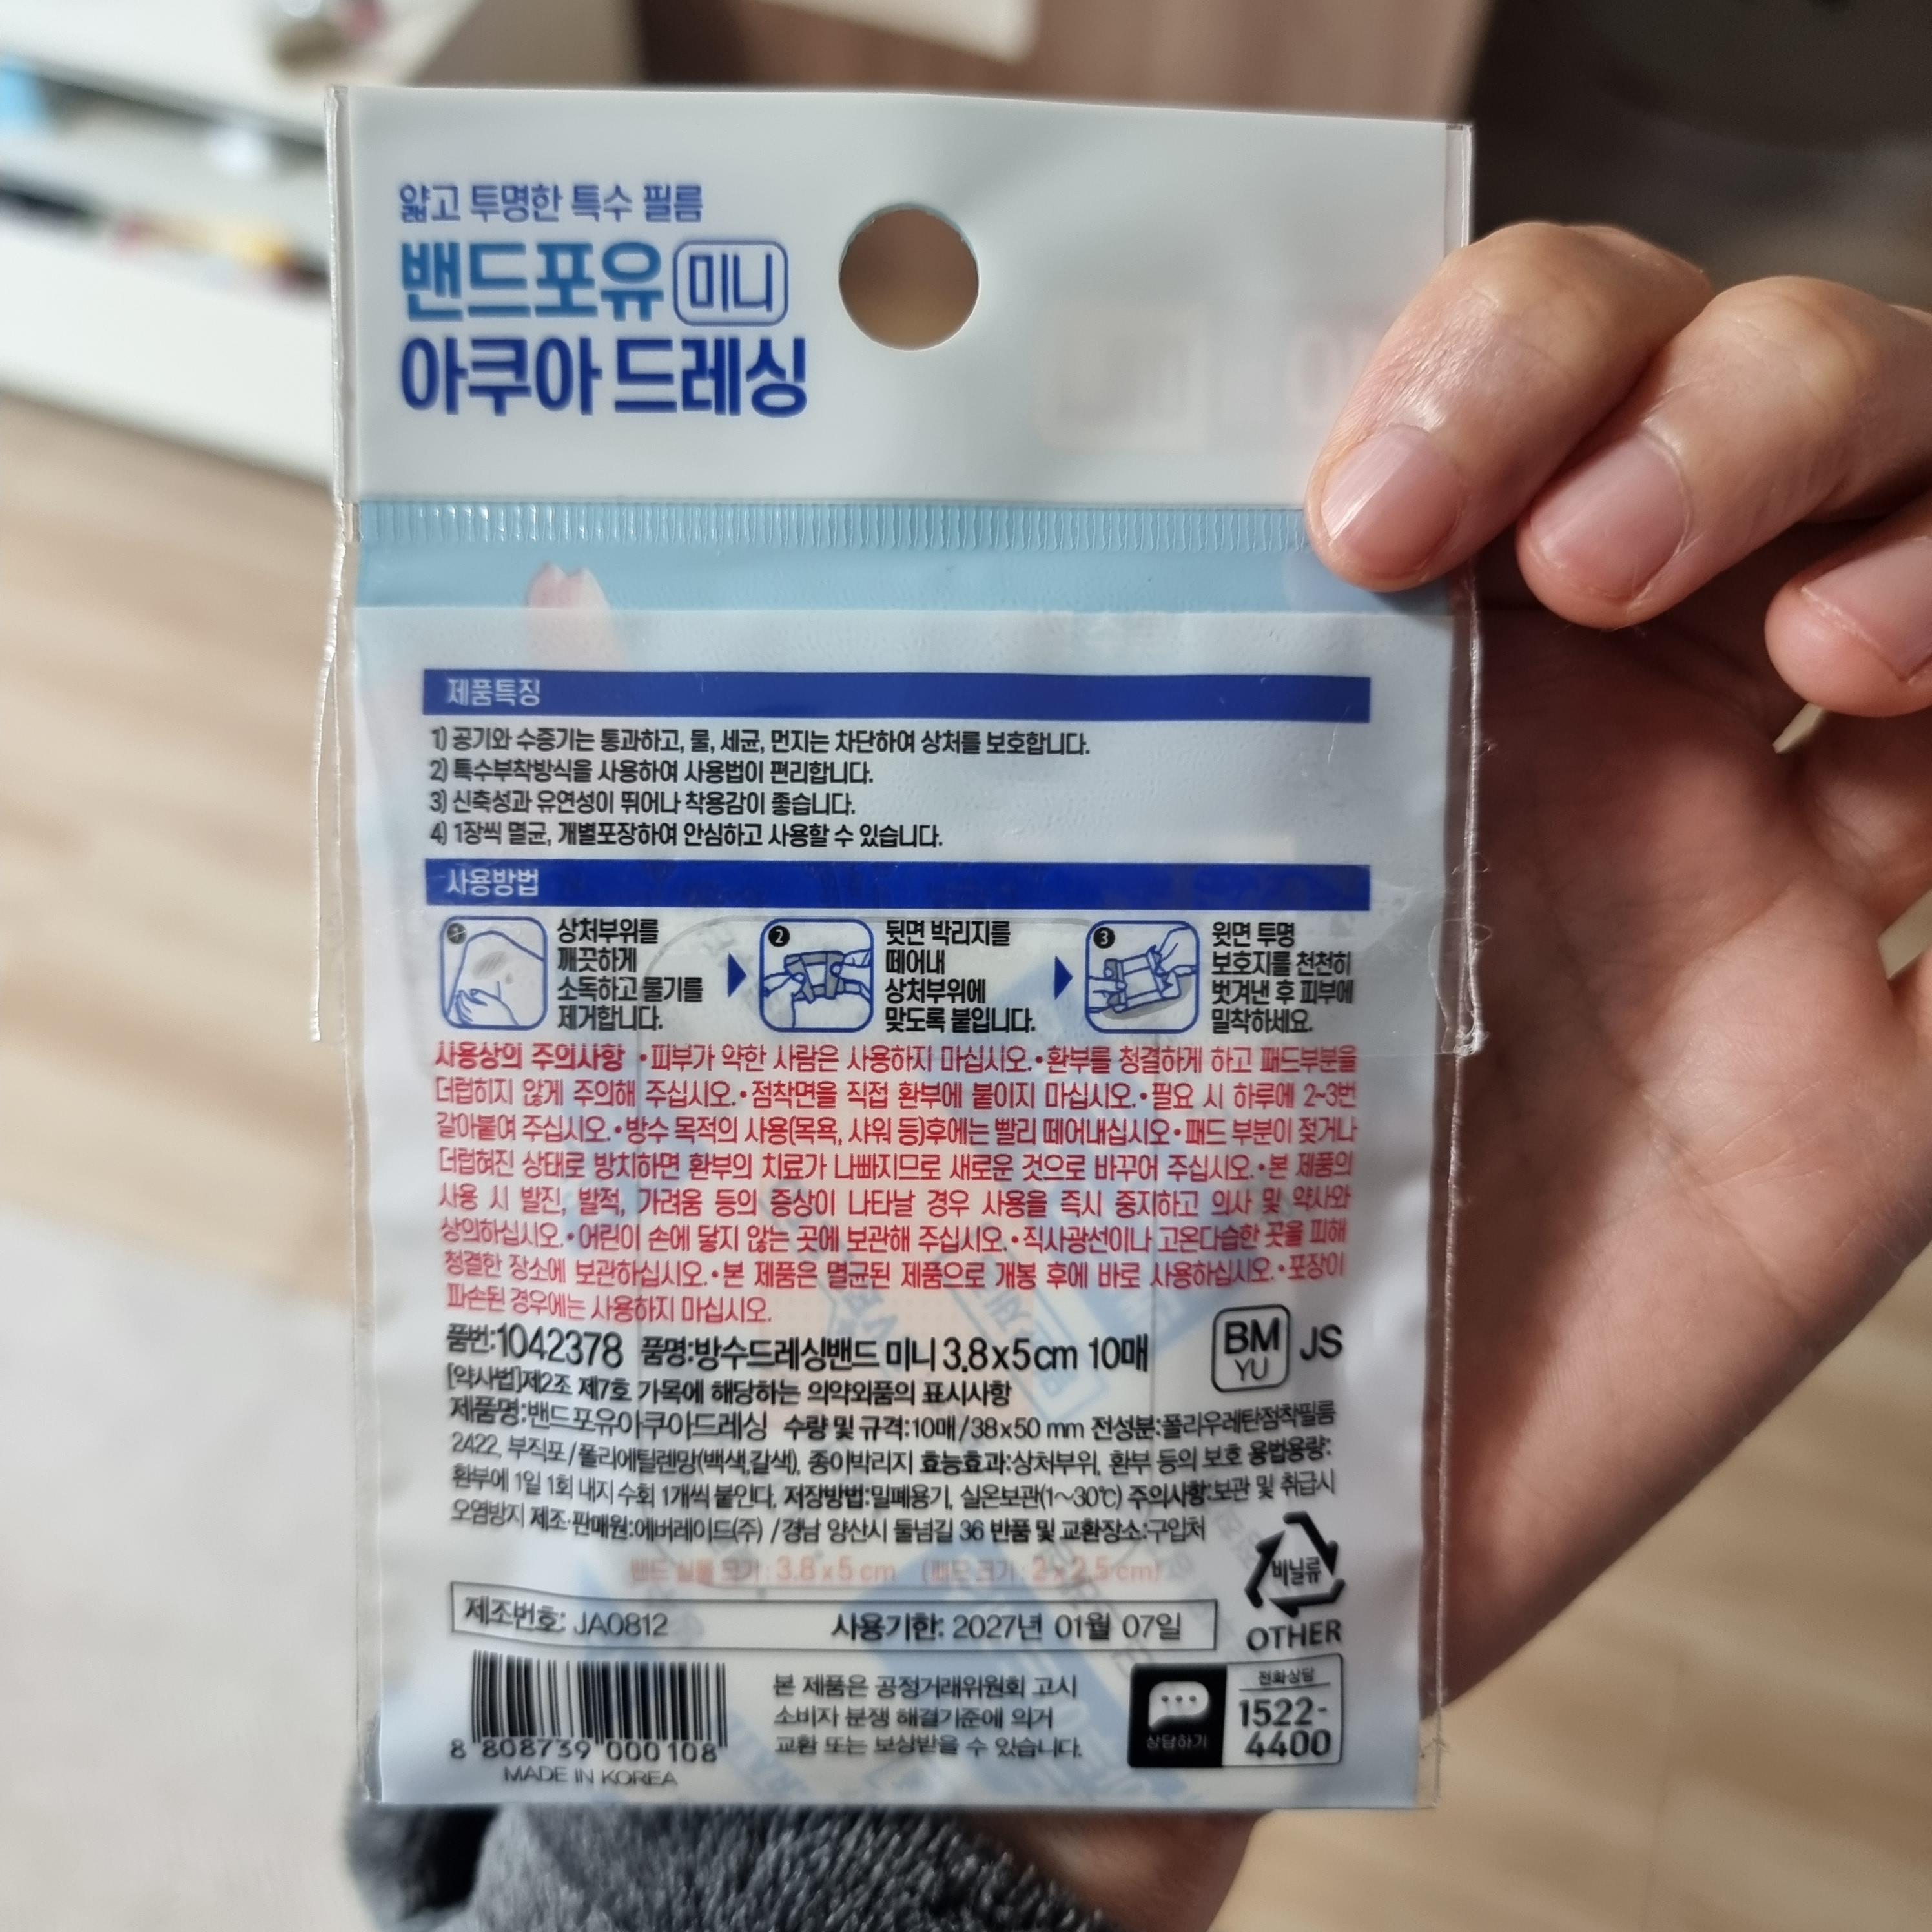 얇고 투명한 특수 필름
밴드포유 미니
아쿠아 드레싱
제품특징
1) 공기와 수증기는 통과하고, 물, 세균, 먼지는 차단하여 상처를 보호합니다.
2) 특수부착방식을 사용하여 사용법이 편리합니다.
3) 신축성과 유연성이 뛰어나 착용감이 좋습니다.
4) 1장씩 멸균, 개별포장하여 안심하고 사용할 수 있습니다.
사용방법
1
상처부위를
깨끗하게
소독하고 물기를
제거합니다.
2
뒷면 박리지를
떼어내
상처부위에
맞도록 붙입니다.
3
윗면 투명
보호지를 천천히
벗겨낸 후 피부에
밀착하세요.
사용상의 주의사항 •피부가 약한 사람은 사용하지 마십시오.•환부를 청결하게 하고 패드부분을
더럽히지 않게 주의해 주십시오.•점착면을 직접 환부에 붙이지 마십시오.•필요 시 하루에 2~3번
갈아붙여 주십시오.•방수 목적의 사용(목욕, 샤워 등)후에는 빨리 떼어내십시오•패드 부분이 젖거나
더럽혀진 상태로 방치하면 환부의 치료가 나빠지므로 새로운 것으로 바꾸어 주십시오.•본 제품의
사용 시 발진, 발적, 가려움 등의 증상이 나타날 경우 사용을 즉시 중지하고 의사 및 약사와
상의하십시오.•어린이 손에 닿지 않는 곳에 보관해 주십시오.•직사광선이나 고온다습한 곳을 피해
청결한 장소에 보관하십시오.•본 제품은 멸균된 제품으로 개봉 후에 바로 사용하십시오.•포장이
파손된 경우에는 사용하지 마십시오.
품번:1042378 품명:방수드레싱밴드 미니 3.8x5cm 10매
BM
YU
JS
[약사법]제2조 제7호 가목에 해당하는 의약외품의 표시사항
제품명:밴드포유아쿠아드레싱 수량 및 규격:10매/38x50 mm 전성분:폴리우레탄점착필름
2422, 부직포/폴리에틸렌망(백색,갈색), 종이박리지 효능효과:상처부위, 환부 등의 보호 용법용량:
환부에 1일 1회 내지 수회 1개씩 붙인다. 저장방법:밀폐용기, 실온보관(1~30℃) 주의사항:보관 및 취급시
오염방지 제조·판매원:에버레이드(주) /경남 양산시 둘넘길 36 반품 및 교환장소:구입처
밴드 실물 크기 : 3.8 x 5 cm (패드 크기 : 2 x 2.5 cm)
비닐류
OTHER
제조번호: JA0812 사용기한: 2027년 01월 07일
8 808739 000108
MADE IN KOREA
본 제품은 공정거래위원회 고시
소비자 분쟁 해결기준에 의거
교환 또는 보상받을 수 있습니다.
상담하기
전화상담
1522-
4400